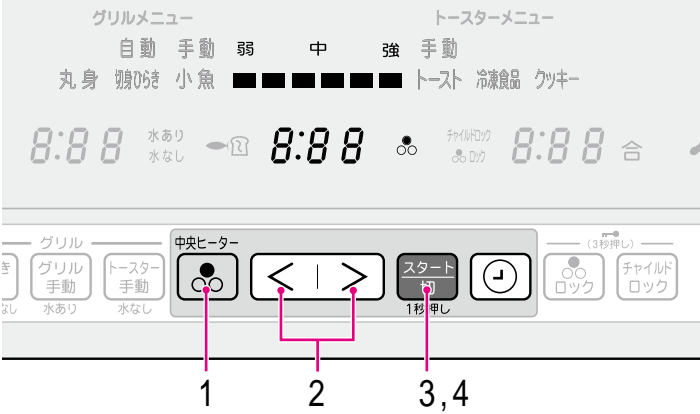 グリルメニュー トースターメニュー
自動 手動 弱 中 強 手動
丸身 切身ひらき 小魚 トースト 冷凍食品 クッキー
8:88 水あり 水なし 8:88 チャイルドロック ロック 8:88 合
グリル 中央ヒーター (3秒押し)
き グリル手動 トースター手動 < | > スタート 切 ロック チャイルドロック
なし 水あり 水なし 1秒押し
1 2 3,4